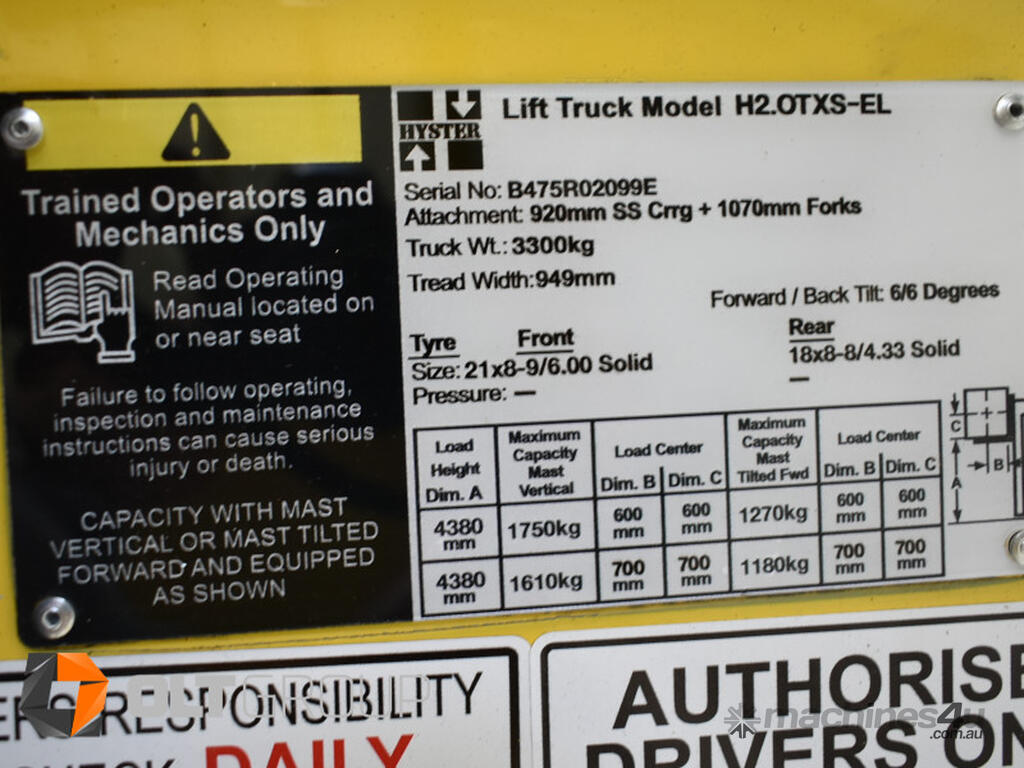 Trained Operators and
Mechanics Only
Read Operating
Manual located on
or near seat
Failure to follow operating,
inspection and maintenance
instructions can cause serious
injury or death.
CAPACITY WITH MAST
VERTICAL OR MAST TILTED
FORWARD AND EQUIPPED
AS SHOWN
HYSTER
Lift Truck Model H2.0TXS-EL
Serial No: B475R02099E
Attachment: 920mm SS Crrg + 1070mm Forks
Truck Wt.: 3300kg
Tread Width: 949mm
Forward / Back Tilt: 6/6 Degrees
Tyre Front Rear
Size: 21x8-9/6.00 Solid 18x8-8/4.33 Solid
Pressure: — —
Load Height Dim. A Maximum Capacity Mast Vertical Load Center Dim. B Dim. C Maximum Capacity Mast Tilted Fwd Load Center Dim. B Dim. C
4380 mm 1750kg 600 mm 600 mm 1270kg 600 mm 600 mm
4380 mm 1610kg 700 mm 700 mm 1180kg 700 mm 700 mm
C
B
A
ERS RESPONSIBILITY
CHECK DAILY
AUTHORISE
DRIVERS ON
OLT GROUP
machines4u
.com.au